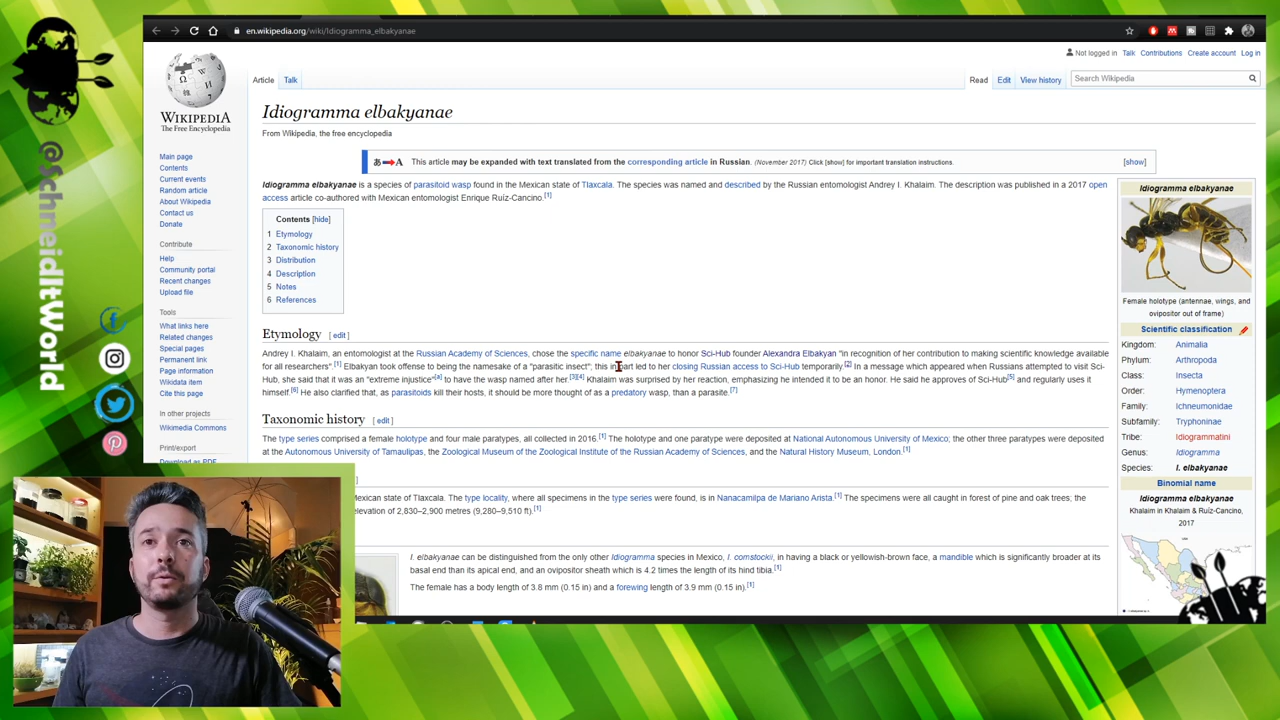 en.wikipedia.org/wiki/Idiogramma_elbakyanae
Not logged in Talk Contributions Create account Log in
Article Talk
Read Edit View history
Search Wikipedia
WIKIPEDIA
The Free Encyclopedia
Main page
Contents
Current events
Random article
About Wikipedia
Contact us
Donate
Contribute
Help
Community portal
Recent changes
Upload file
Tools
What links here
Related changes
Special pages
Permanent link
Page information
Wikidata item
Cite this page
In other projects
Wikimedia Commons
Print/export
Download as PDF
@SchneidItWorld
Idiogramma elbakyanae
From Wikipedia, the free encyclopedia
あ A This article may be expanded with text translated from the corresponding article in Russian. (November 2017) Click [show] for important translation instructions. [show]
Idiogramma elbakyanae is a species of parasitoid wasp found in the Mexican state of Tlaxcala. The species was named and described by the Russian entomologist Andrey I. Khalaim. The description was published in a 2017 open
access article co-authored with Mexican entomologist Enrique Ruíz-Cancino.[1]
Contents [hide]
1 Etymology
2 Taxonomic history
3 Distribution
4 Description
5 Notes
6 References
Etymology [ edit ]
Andrey I. Khalaim, an entomologist at the Russian Academy of Sciences, chose the specific name elbakyanae to honor Sci-Hub founder Alexandra Elbakyan "in recognition of her contribution to making scientific knowledge available
for all researchers".[1] Elbakyan took offense to being the namesake of a "parasitic insect"; this in part led to her closing Russian access to Sci-Hub temporarily.[2] In a message which appeared when Russians attempted to visit Sci-
Hub, she said that it was an "extreme injustice"[a] to have the wasp named after her.[3][4] Khalaim was surprised by her reaction, emphasizing he intended it to be an honor. He said he approves of Sci-Hub[5] and regularly uses it
himself.[6] He also clarified that, as parasitoids kill their hosts, it should be more thought of as a predatory wasp, than a parasite.[7]
Taxonomic history [ edit ]
The type series comprised a female holotype and four male paratypes, all collected in 2016.[1] The holotype and one paratype were deposited at National Autonomous University of Mexico; the other three paratypes were deposited
at the Autonomous University of Tamaulipas, the Zoological Museum of the Zoological Institute of the Russian Academy of Sciences, and the Natural History Museum, London.[1]
]
Mexican state of Tlaxcala. The type locality, where all specimens in the type series were found, is in Nanacamilpa de Mariano Arista.[1] The specimens were all caught in forest of pine and oak trees; the
elevation of 2,830–2,900 metres (9,280–9,510 ft).[1]
I. elbakyanae can be distinguished from the only other Idiogramma species in Mexico, I. comstockii, in having a black or yellowish-brown face, a mandible which is significantly broader at its
basal end than its apical end, and an ovipositor sheath which is 4.2 times the length of its hind tibia.[1]
The female has a body length of 3.8 mm (0.15 in) and a forewing length of 3.9 mm (0.15 in).[1]
Idiogramma elbakyanae
Female holotype (antennae, wings, and
ovipositor out of frame)
Scientific classification
Kingdom: Animalia
Phylum: Arthropoda
Class: Insecta
Order: Hymenoptera
Family: Ichneumonidae
Subfamily: Tryphoninae
Tribe: Idiogrammatini
Genus: Idiogramma
Species: I. elbakyanae
Binomial name
Idiogramma elbakyanae
Khalaim in Khalaim & Ruíz-Cancino,
2017